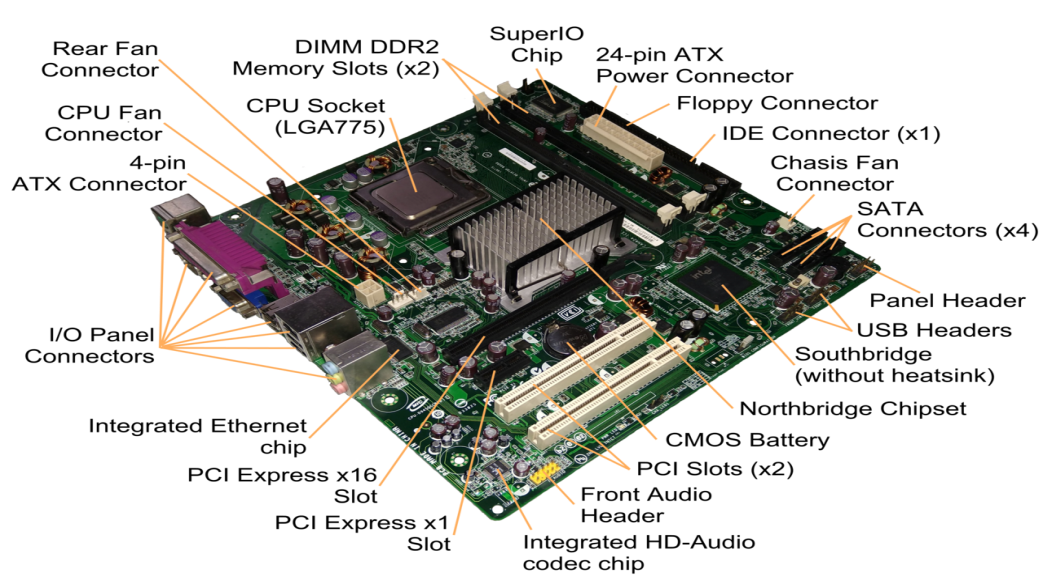 Rear Fan
Connector
DIMM DDR2
Memory Slots (x2)
SuperIO
Chip
24-pin ATX
Power Connector
CPU Fan
Connector
CPU Socket
(LGA775)
Floppy Connector
IDE Connector (x1)
4-pin
ATX Connector
Chasis Fan
Connector
SATA
Connectors (x4)
I/O Panel
Connectors
Panel Header
USB Headers
Southbridge
(without heatsink)
Northbridge Chipset
Integrated Ethernet
chip
CMOS Battery
PCI Express x16
Slot
PCI Slots (x2)
PCI Express x1
Slot
Front Audio
Header
Integrated HD-Audio
codec chip